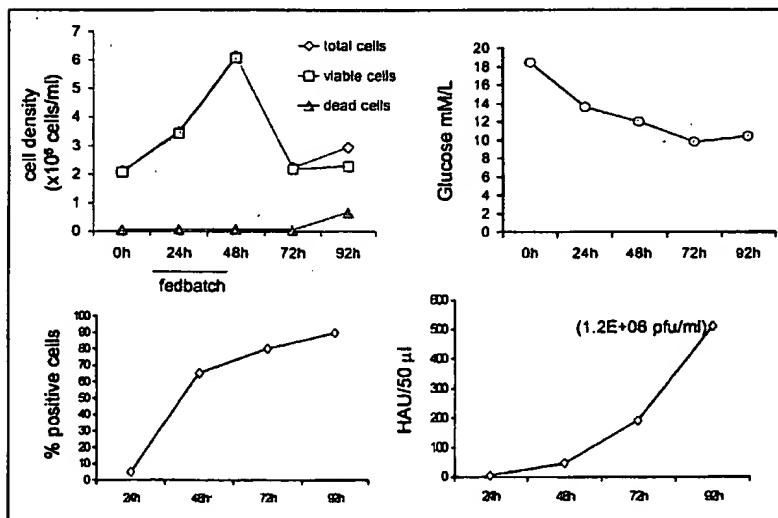 cell density
(x10⁶ cells/ml)
7
6
5
4
3
2
1
0
total cells
viable cells
dead cells
0h 24h 48h 72h 92h
fedbatch
Glucose mM/L
20
18
16
14
12
10
8
6
4
2
0
0h 24h 48h 72h 92h
% positive cells
100
90
80
70
60
50
40
30
20
10
0
24h 48h 72h 92h
HAU/50 µl
600
500
400
300
200
100
0
(1.2E+06 pfu/ml)
24h 48h 72h 92h